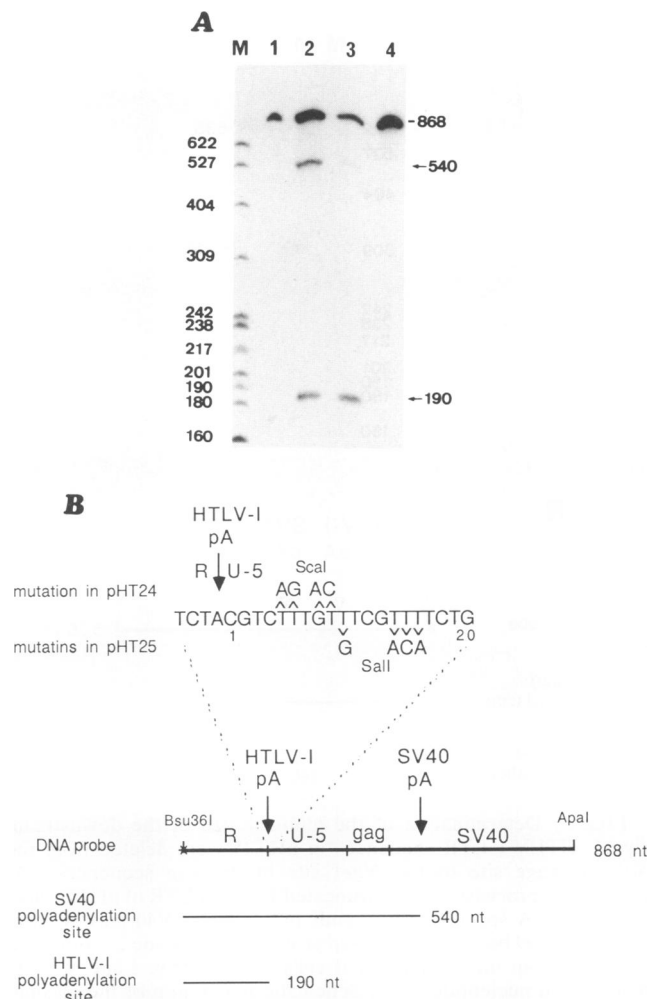 A
M 1 2 3 4
-868
622
527
←540
404
309
242
238
217
201
190
←190
180
160
B
HTLV-I
pA
R U-5 ScaI
mutation in pHT24 AG AC
TCTACGTCTTTGTTTCGTTTTCTG
1 20
mutatins in pHT25 G ACA
SalI
HTLV-I SV40
pA pA
Bsu36I ApaI
R U-5 gag SV40
DNA probe 868 nt
SV40
polyadenylation 540 nt
site
HTLV-I
polyadenylation 190 nt
site